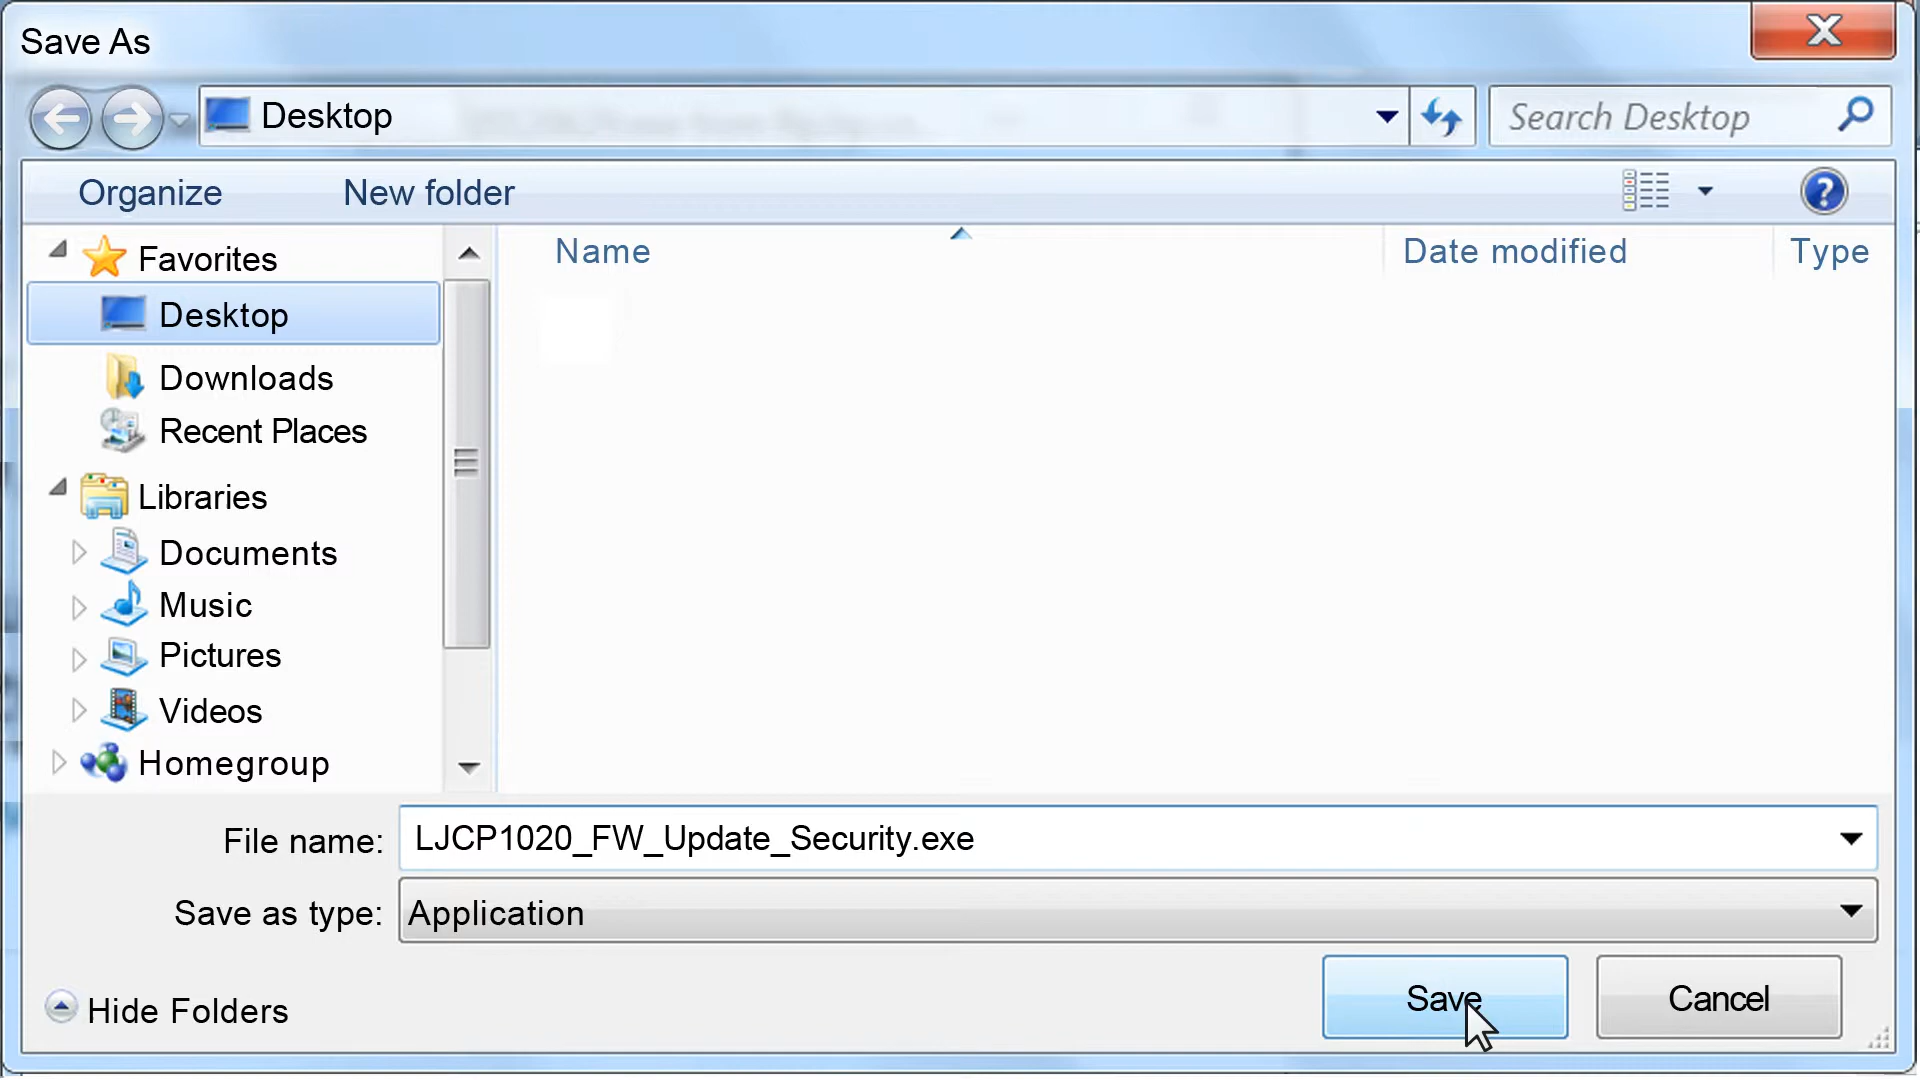 Save As
Desktop
Search Desktop
Organize
New folder
Name
Date modified
Type
Favorites
Desktop
Downloads
Recent Places
Libraries
Documents
Music
Pictures
Videos
Homegroup
File name: LJCP1020_FW_Update_Security.exe
Save as type: Application
Hide Folders
Save
Cancel